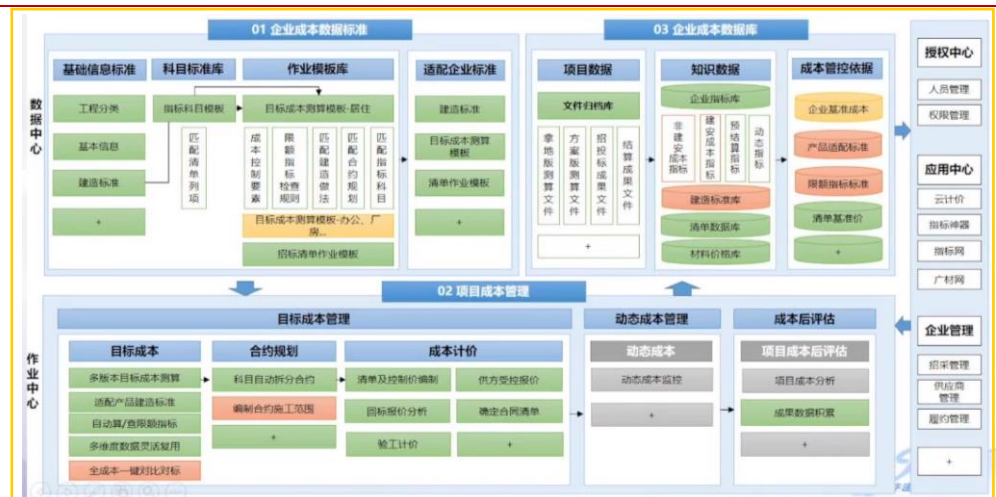 01 企业成本数据标准
03 企业成本数据库
数据中心
基础信息标准
工程分类
基本信息
建造标准
+
科目标准库
指标科目模板
匹配清单列项
作业模板库
目标成本测算模板-居住
成本控制要素
限额指标检查规则
匹配建造做法
匹配合约规划
匹配指标科目
目标成本测算模板-办公、厂
房...
招标清单作业模板
适配企业标准
建造标准
目标成本测算
模板
清单作业模板
+
项目数据
文件归档库
拿地版测算文件
方案版测算文件
招投标成果文件
结算成果文件
+
知识数据
企业指标库
非建安成本指标
建安成本指标
预结算指标
动态指标
建造标准库
清单数据库
材料价格库
成本管控依据
企业基准成本
产品适配标准
限额指标标准
清单基准价
+
授权中心
人员管理
权限管理
应用中心
云计价
指标神器
指标网
广材网
企业管理
招采管理
供应商
管理
履约管理
+
02 项目成本管理
作业中心
目标成本管理
目标成本
多版本目标成本测算
适配产品建造标准
自动算/查限额指标
多维度数据灵活复用
全成本一键对比对标
合约规划
科目自动拆分合约
编制合约施工范围
+
成本计价
清单及控制价编制
供方受控报价
回标报价分析
确定合同清单
验工计价
+
动态成本管理
动态成本
动态成本监控
+
成本后评估
项目成本后评估
项目成本分析
成果数据积累
+